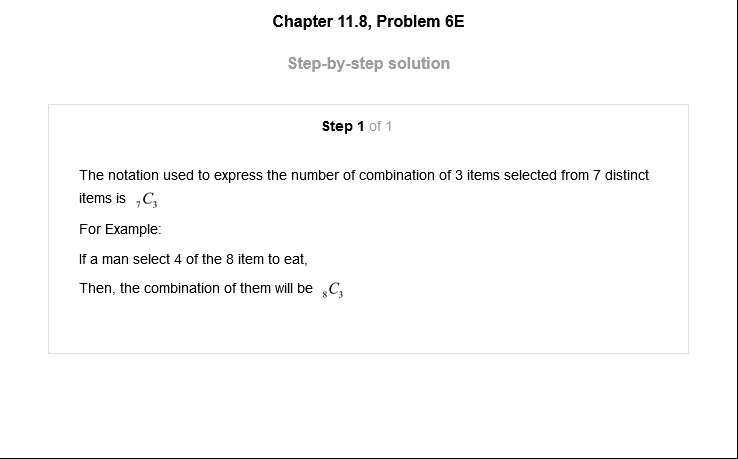 Chapter 11.8, Problem 6E
Step-by-step solution
Step 1 of 1
The notation used to express the number of combination of 3 items selected from 7 distinct
items is ₇C₃
For Example:
If a man select 4 of the 8 item to eat,
Then, the combination of them will be ₈C₃